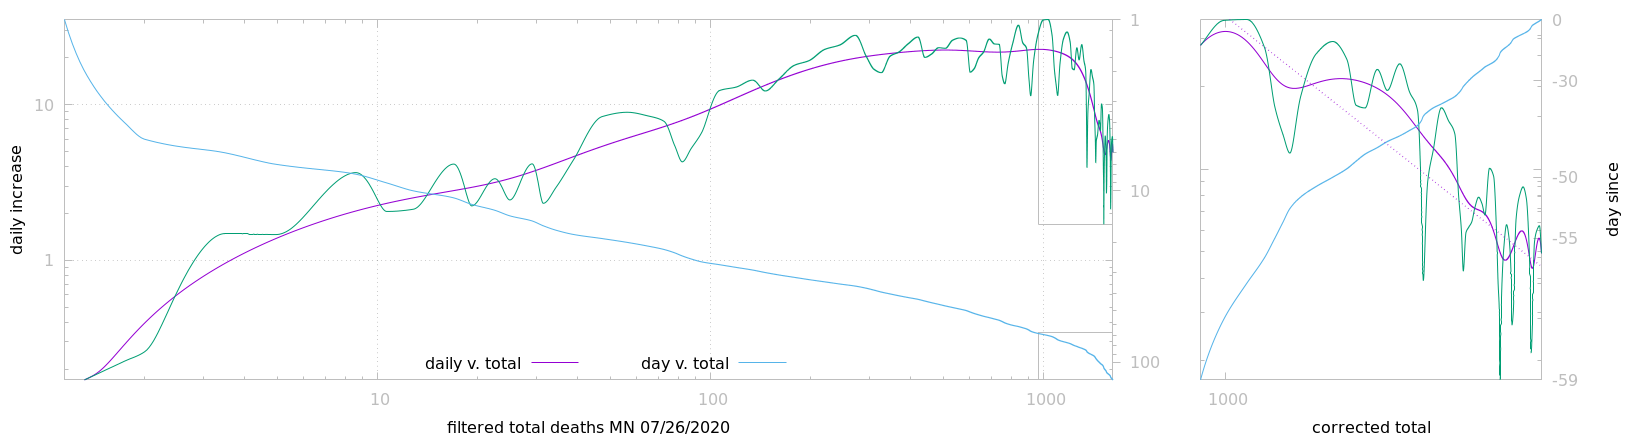 daily increase
10
1
daily v. total
day v. total
10
100
1000
1
10
100
filtered total deaths MN 07/26/2020
1000
0
-30
-50
-55
-59
day since
corrected total